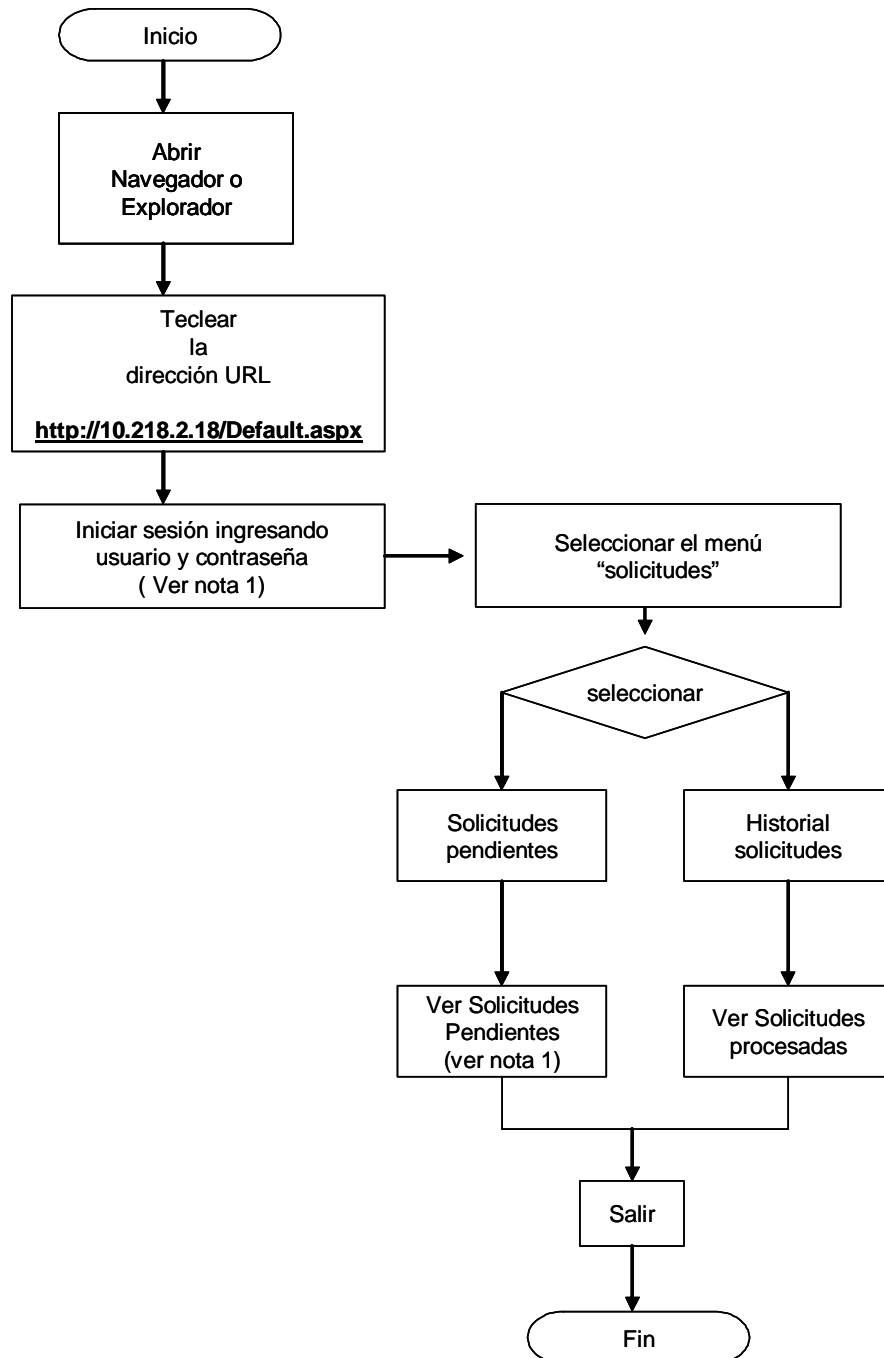 Inicio
Abrir
Navegador o
Explorador
Teclear
la
dirección URL
http://10.218.2.18/Default.aspx
Iniciar sesión ingresando
usuario y contraseña
( Ver nota 1)
Seleccionar el menú
“solicitudes”
seleccionar
Solicitudes
pendientes
Historial
solicitudes
Ver Solicitudes
Pendientes
(ver nota 1)
Ver Solicitudes
procesadas
Salir
Fin